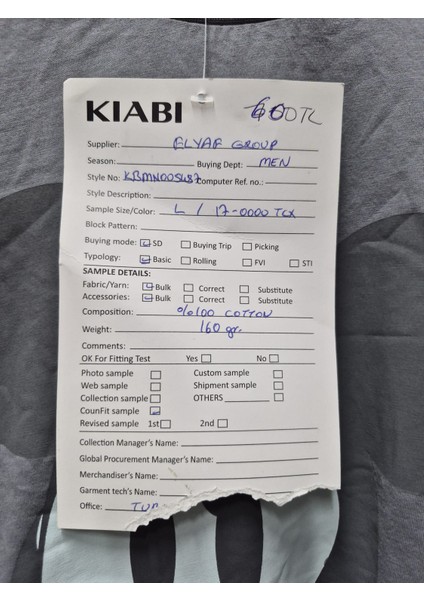 KIABI 600TL
Supplier: ELYAF GROUP
Season: Buying Dept: MEN
Style No: KBMN005487 Computer Ref. no.:
Style Description:
Sample Size/Color: L / 17-0000 TCX
Block Pattern:
Buying mode: SD Buying Trip Picking
Typology: Basic Rolling FVI STI
SAMPLE DETAILS:
Fabric/Yarn: Bulk Correct Substitute
Accessories: Bulk Correct Substitute
Composition: %100 COTTON
Weight: 160 gr.
Comments:
OK For Fitting Test Yes No
Photo sample Custom sample
Web sample Shipment sample
Collection sample OTHERS
CounFit sample
Revised sample 1st 2nd
Collection Manager's Name:
Global Procurement Manager's Name:
Merchandiser's Name:
Garment tech's Name:
Office: